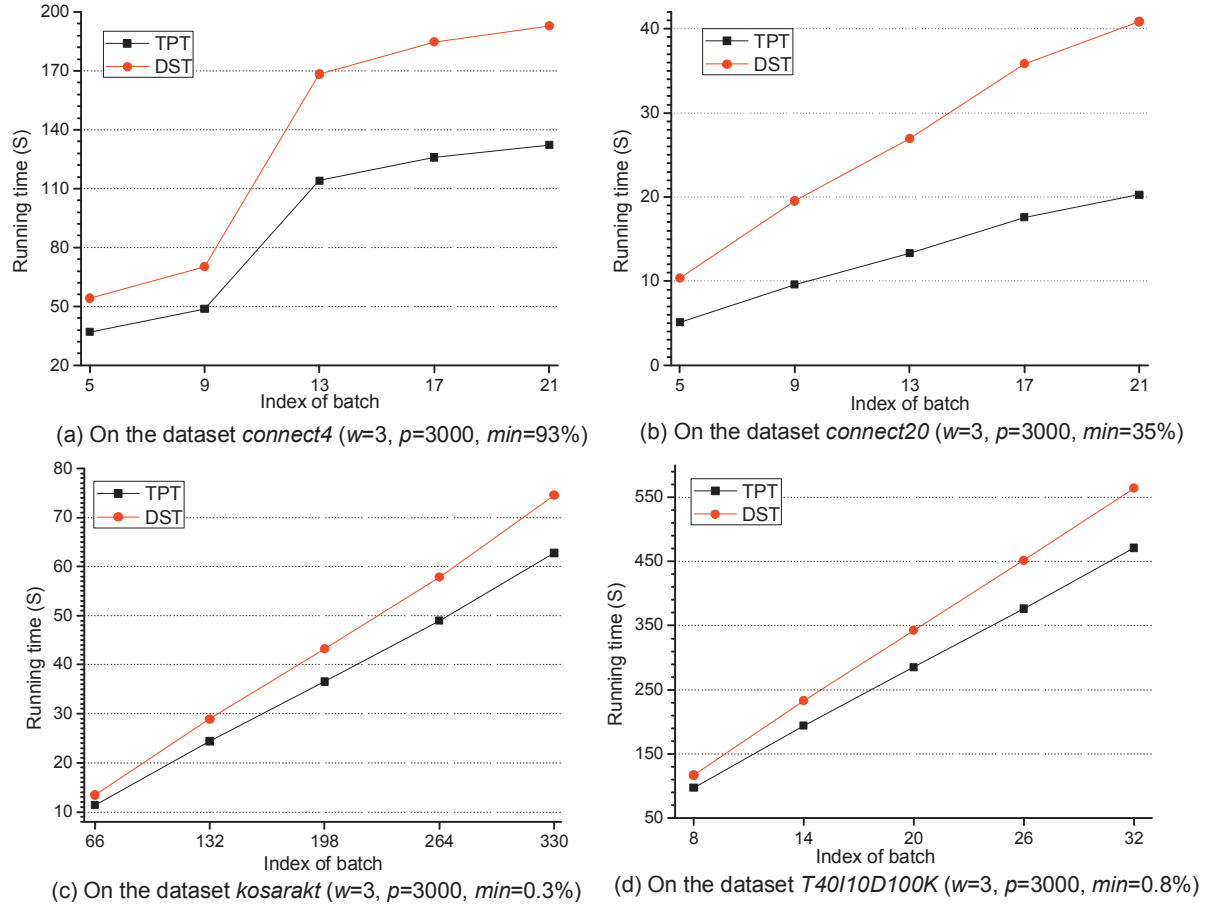 200
170
140
110
80
50
20
Running time (S)
TPT
DST
5 9 13 17 21
Index of batch
(a) On the dataset connect4 (w=3, p=3000, min=93%)
40
30
20
10
0
Running time (S)
TPT
DST
5 9 13 17 21
Index of batch
(b) On the dataset connect20 (w=3, p=3000, min=35%)
80
70
60
50
40
30
20
10
Running time (S)
TPT
DST
66 132 198 264 330
Index of batch
(c) On the dataset kosarakt (w=3, p=3000, min=0.3%)
550
450
350
250
150
50
Running time (S)
TPT
DST
8 14 20 26 32
Index of batch
(d) On the dataset T40I10D100K (w=3, p=3000, min=0.8%)